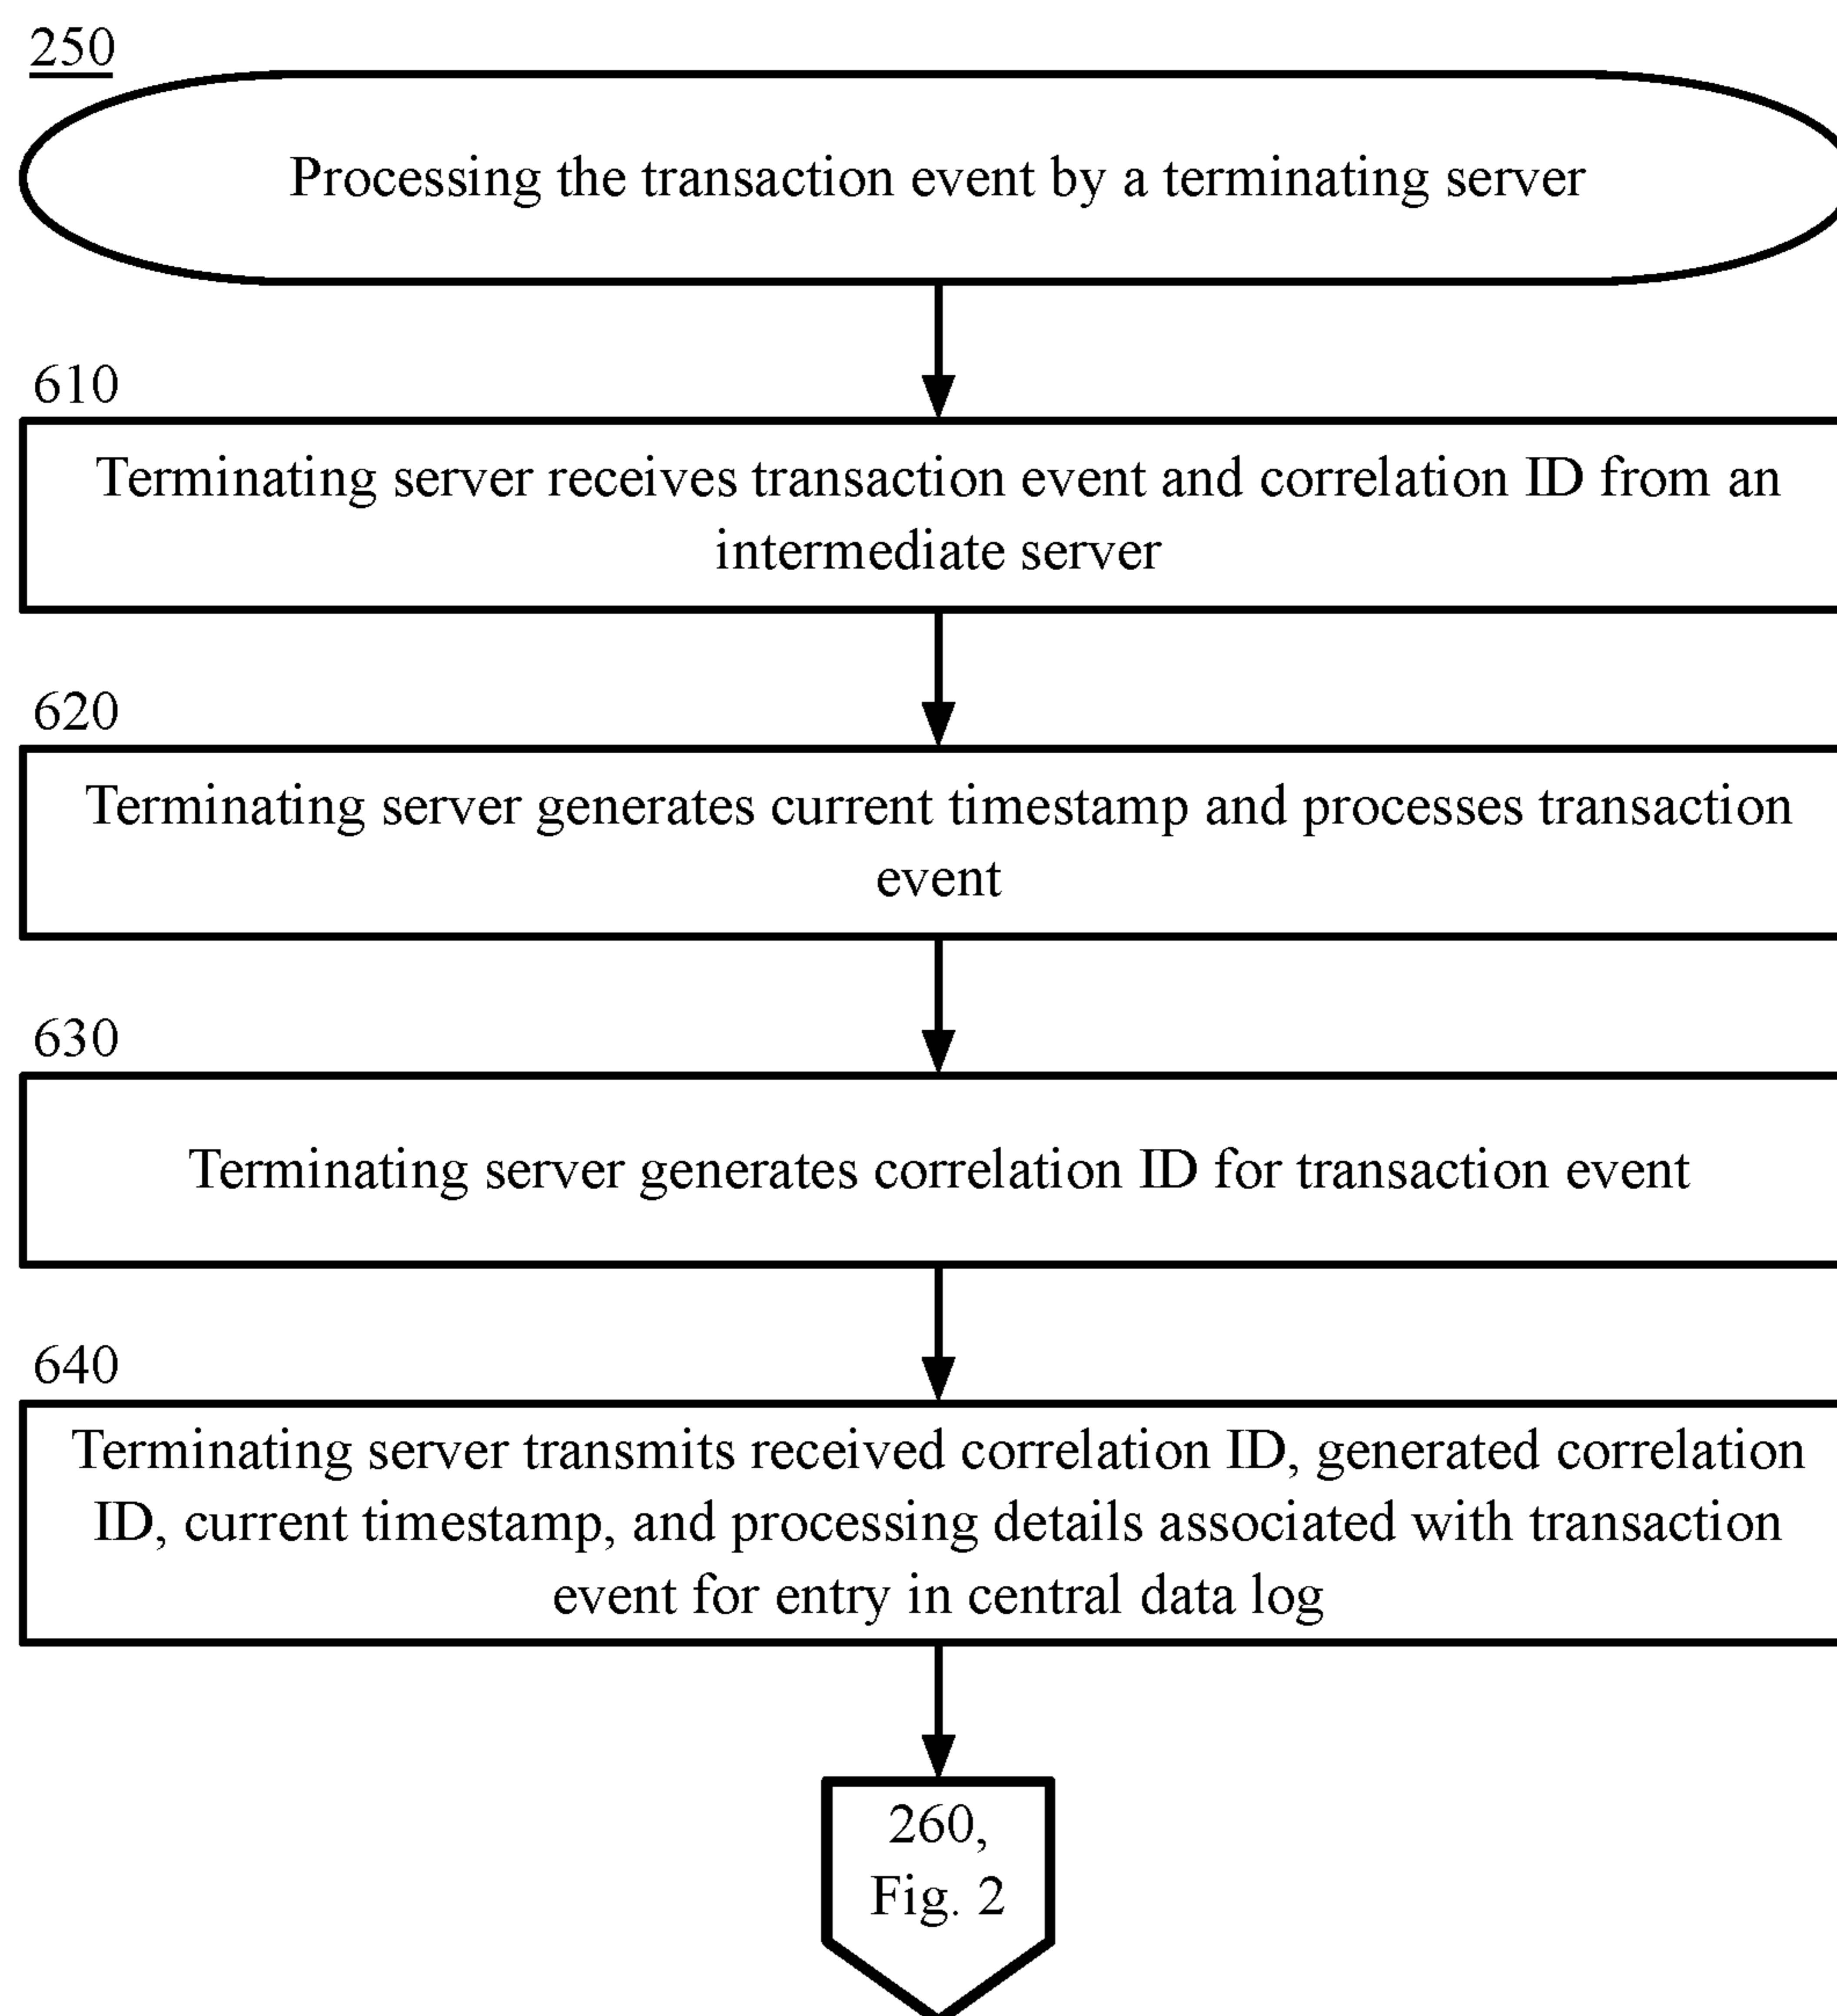 250
Processing the transaction event by a terminating server
610
Terminating server receives transaction event and correlation ID from an
intermediate server
620
Terminating server generates current timestamp and processes transaction
event
630
Terminating server generates correlation ID for transaction event
640
Terminating server transmits received correlation ID, generated correlation
ID, current timestamp, and processing details associated with transaction
event for entry in central data log
260,
Fig. 2